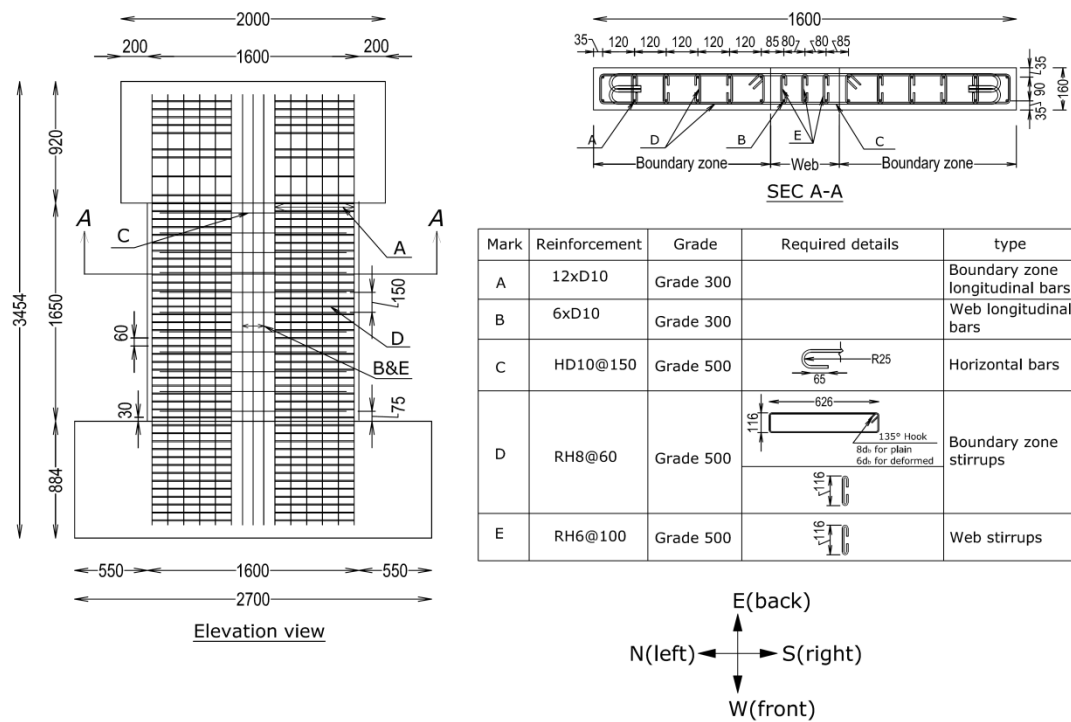 2000
200
1600
200
3454
920
1650
884
A
A
C
A
150
D
60
B&E
30
75
550
1600
550
2700
Elevation view
1600
35
120
120
120
120
120
85
80
80
85
35
90
35
160
A
D
B
E
C
Boundary zone
Web
Boundary zone
SEC A-A
Mark Reinforcement Grade Required details type
A 12xD10 Grade 300 Boundary zone
longitudinal bars
B 6xD10 Grade 300 Web longitudinal
bars
C HD10@150 Grade 500 R25 Horizontal bars
65
D RH8@60 Grade 500 Boundary zone
stirrups
626
116
135° Hook
8db for plain
6db for deformed
116
E RH6@100 Grade 500 116 Web stirrups
E(back)
N(left) S(right)
W(front)